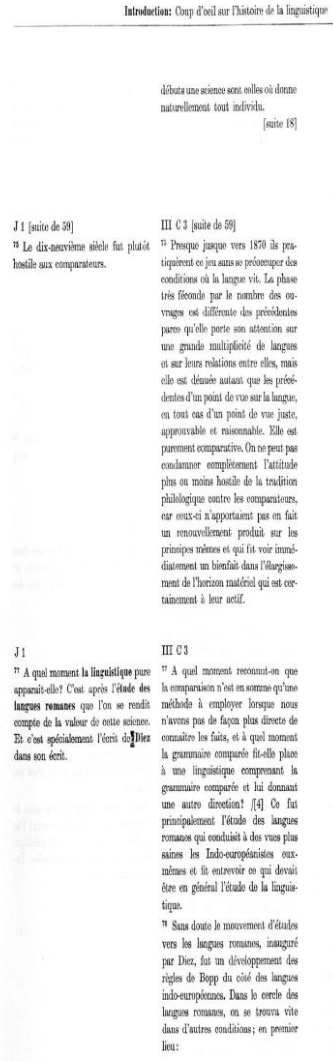 Introduction: Coup d'oeil sur l'histoire de la linguistique
débuts une science sont celles où donne
naturellement tout individu.
[suite 18]
J 1 [suite de 59]
75 Le dix-neuvième siècle fut plutôt
hostile aux comparateurs.
III C 3 [suite de 59]
75 Presque jusque vers 1870 ils pra-
tiquèrent ce jeu sans se préoccuper des
conditions où la langue vit. La phase
très féconde par le nombre des ou-
vrages est différente des précédentes
parce qu'elle porte son attention sur
une grande multiplicité de langues
et sur leurs relations entre elles, mais
elle est dénuée autant que les précé-
dentes d'un point de vue sur la langue,
en tout cas d'un point de vue juste,
approuvable et raisonnable. Elle est
purement comparative. On ne peut pas
condamner complètement l'attitude
plus ou moins hostile de la tradition
philologique contre les comparateurs,
car ceux-ci n'apportaient pas en fait
un renouvellement produit sur les
principes mêmes et qui fit voir immé-
diatement un bienfait dans l'élargisse-
ment de l'horizon matériel qui est cer-
tainement à leur actif.
J 1
77 A quel moment la linguistique pure
apparaît-elle? C'est après l'étude des
langues romanes que l'on se rendit
compte de la valeur de cette science.
Et c'est spécialement l'écrit de Diez
dans son écrit.
III C 3
77 A quel moment reconnut-on que
la comparaison n'est en somme qu'une
méthode à employer lorsque nous
n'avons pas de façon plus directe de
connaître les faits, et à quel moment
la grammaire comparée fit-elle place
à une linguistique comprenant la
grammaire comparée et lui donnant
une autre direction? /[4] Ce fut
principalement l'étude des langues
romanes qui conduisit à des vues plus
saines les Indo-européanistes eux-
mêmes et fit entrevoir ce qui devait
être en général l'étude de la linguis-
tique.
78 Sans doute le mouvement d'études
vers les langues romanes, inauguré
par Diez, fut un développement des
règles de Bopp du côté des langues
indo-européennes. Dans le cercle des
langues romanes, on se trouva vite
dans d'autres conditions; en premier
lieu: